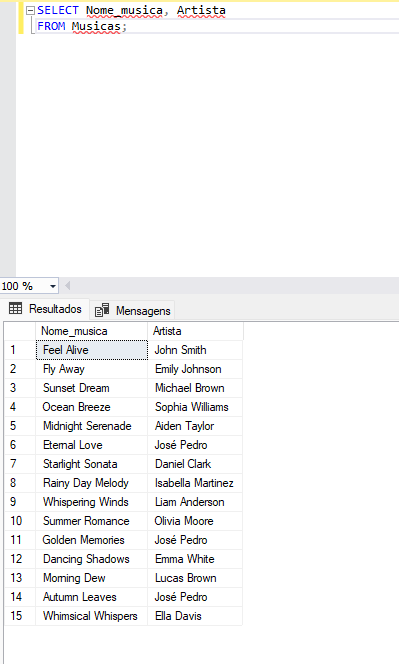 SELECT Nome_musica, Artista
FROM Musicas;
100 %
Resultados Mensagens
Nome_musica Artista
1 Feel Alive John Smith
2 Fly Away Emily Johnson
3 Sunset Dream Michael Brown
4 Ocean Breeze Sophia Williams
5 Midnight Serenade Aiden Taylor
6 Eternal Love José Pedro
7 Starlight Sonata Daniel Clark
8 Rainy Day Melody Isabella Martinez
9 Whispering Winds Liam Anderson
10 Summer Romance Olivia Moore
11 Golden Memories José Pedro
12 Dancing Shadows Emma White
13 Morning Dew Lucas Brown
14 Autumn Leaves José Pedro
15 Whimsical Whispers Ella Davis